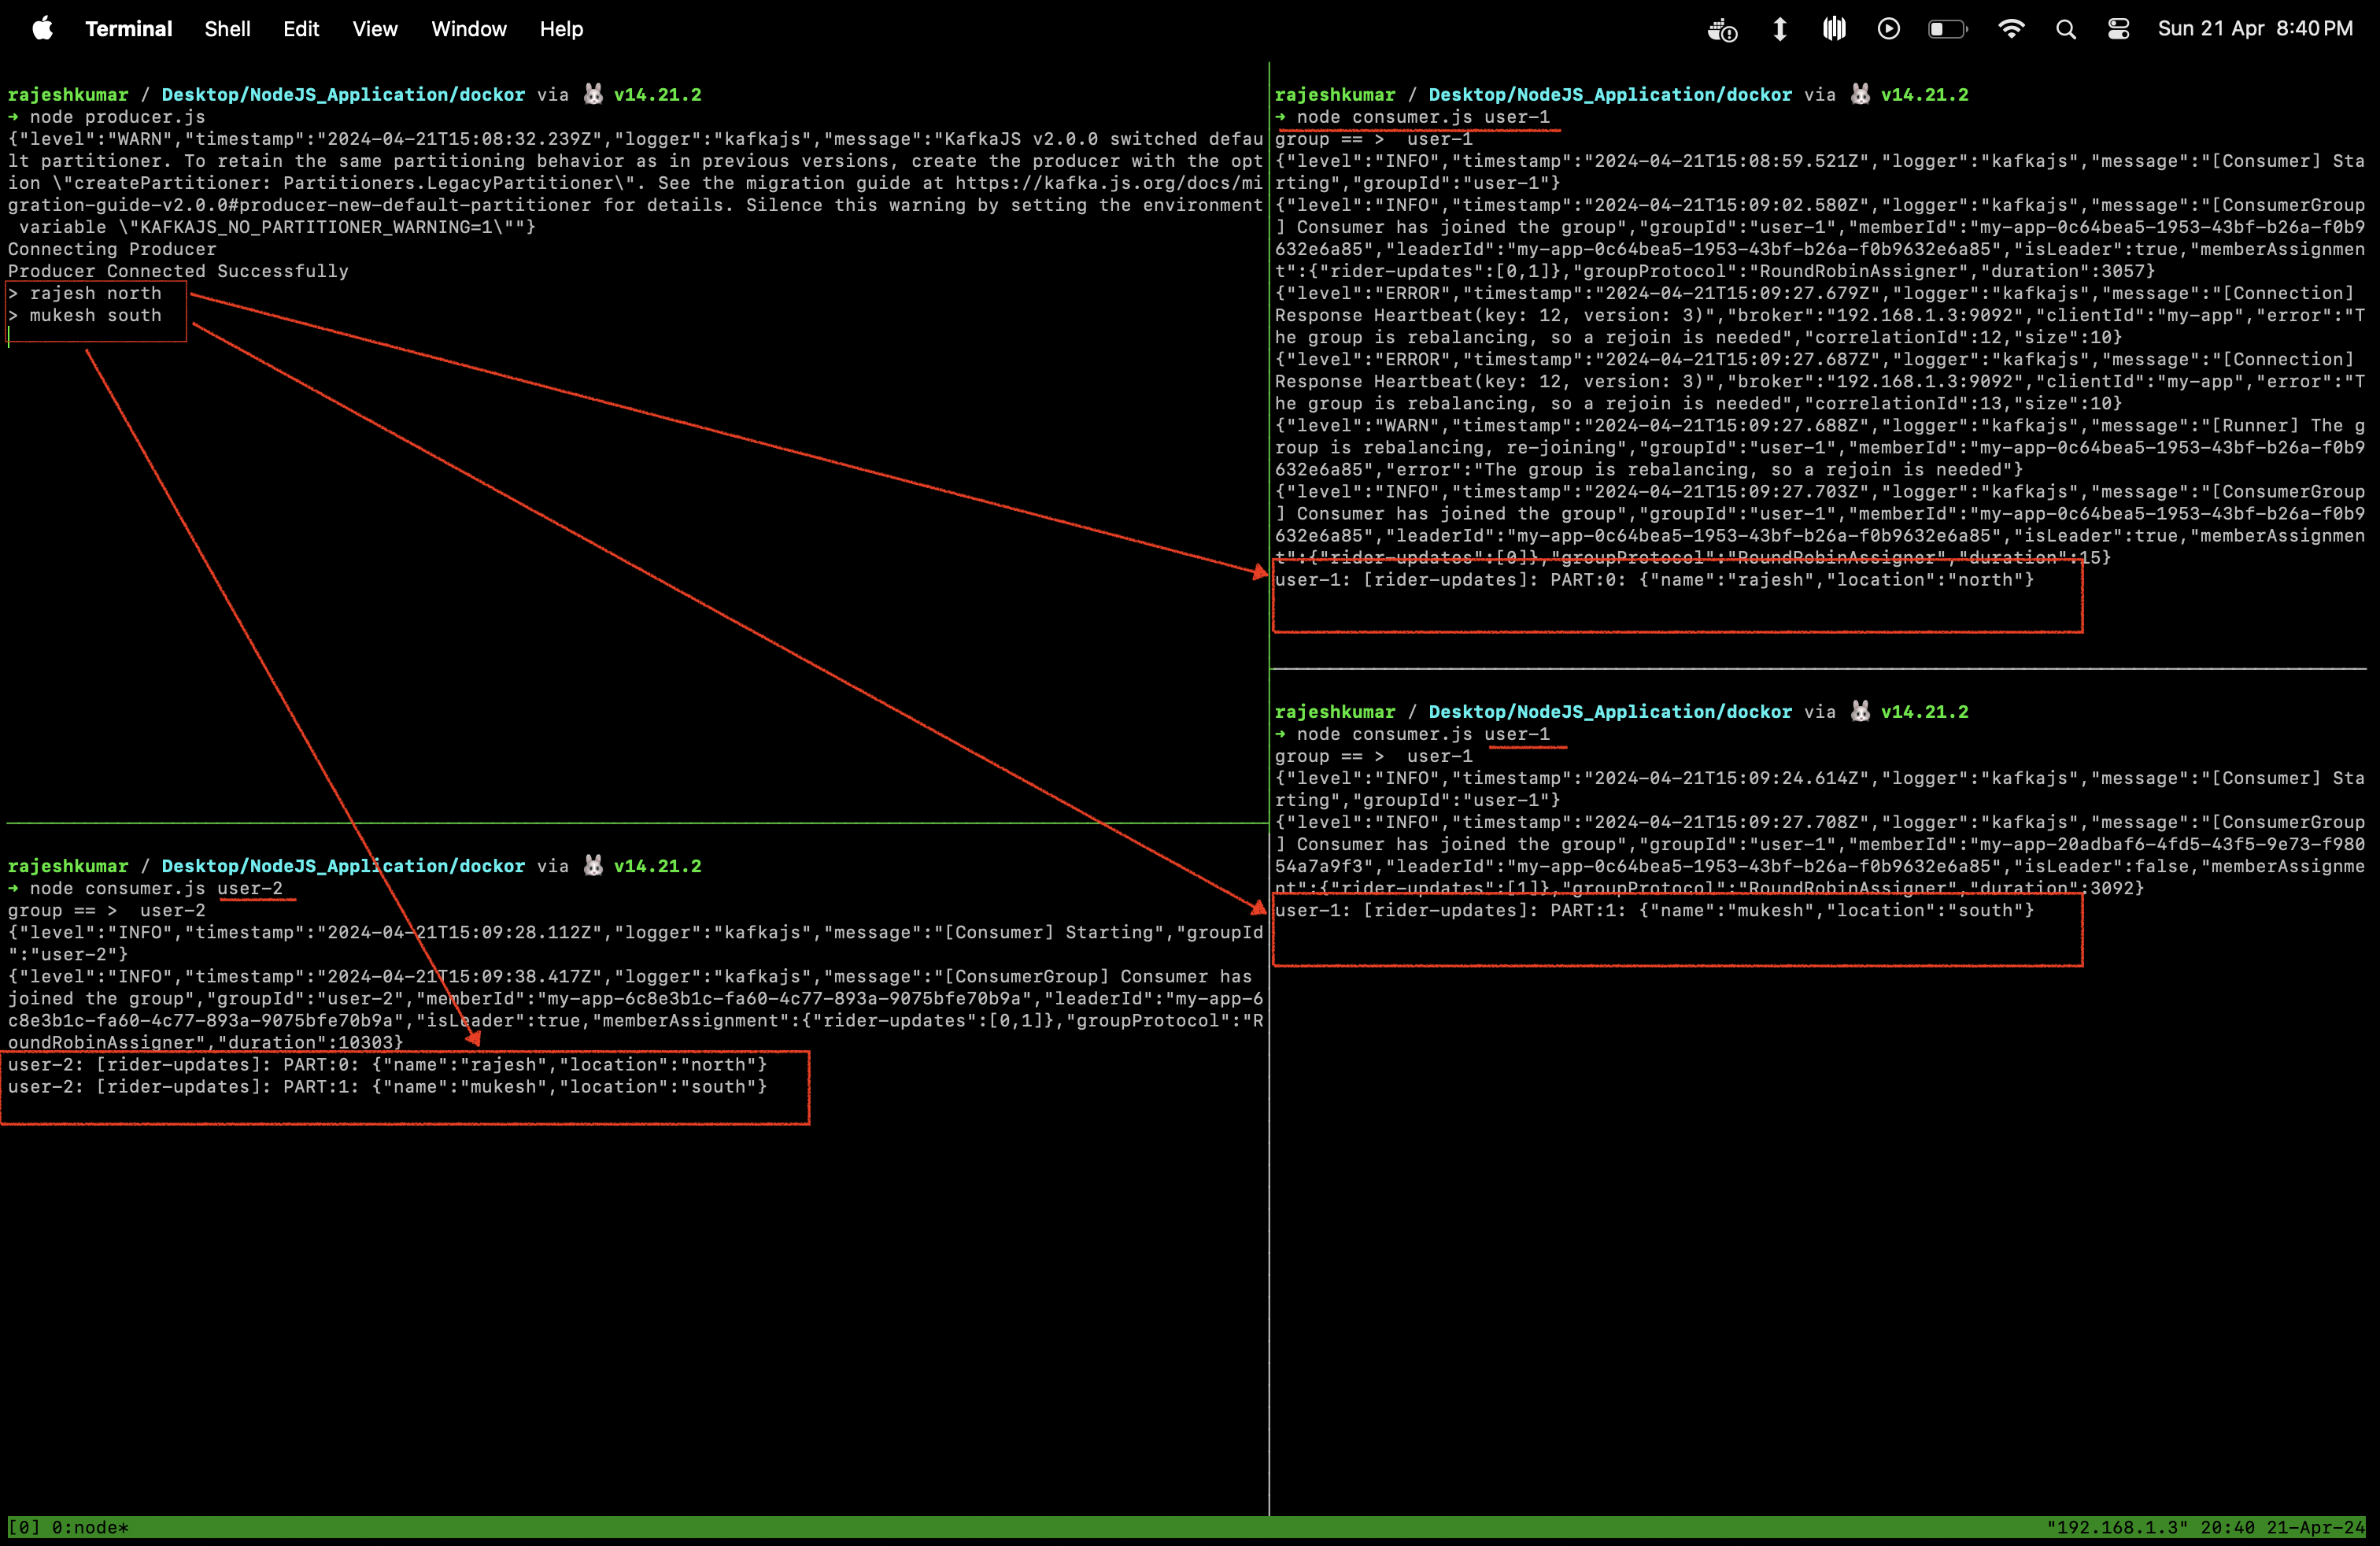 Terminal Shell Edit View Window Help Sun 21 Apr 8:40 PM
rajeshkumar / Desktop/NodeJS_Application/dockor via 🐰 v14.21.2
➜ node producer.js
{"level":"WARN","timestamp":"2024-04-21T15:08:32.239Z","logger":"kafkajs","message":"KafkaJS v2.0.0 switched defau
lt partitioner. To retain the same partitioning behavior as in previous versions, create the producer with the opt
ion \"createPartitioner: Partitioners.LegacyPartitioner\". See the migration guide at https://kafka.js.org/docs/mi
gration-guide-v2.0.0#producer-new-default-partitioner for details. Silence this warning by setting the environment
 variable \"KAFKAJS_NO_PARTITIONER_WARNING=1\""}
Connecting Producer
Producer Connected Successfully
> rajesh north
> mukesh south
rajeshkumar / Desktop/NodeJS_Application/dockor via 🐰 v14.21.2
➜ node consumer.js user-2
group == >  user-2
{"level":"INFO","timestamp":"2024-04-21T15:09:28.112Z","logger":"kafkajs","message":"[Consumer] Starting","groupId
":"user-2"}
{"level":"INFO","timestamp":"2024-04-21T15:09:38.417Z","logger":"kafkajs","message":"[ConsumerGroup] Consumer has
joined the group","groupId":"user-2","memberId":"my-app-6c8e3b1c-fa60-4c77-893a-9075bfe70b9a","leaderId":"my-app-6
c8e3b1c-fa60-4c77-893a-9075bfe70b9a","isLeader":true,"memberAssignment":{"rider-updates":[0,1]},"groupProtocol":"R
oundRobinAssigner","duration":10303}
user-2: [rider-updates]: PART:0: {"name":"rajesh","location":"north"}
user-2: [rider-updates]: PART:1: {"name":"mukesh","location":"south"}
rajeshkumar / Desktop/NodeJS_Application/dockor via 🐰 v14.21.2
➜ node consumer.js user-1
group == >  user-1
{"level":"INFO","timestamp":"2024-04-21T15:08:59.521Z","logger":"kafkajs","message":"[Consumer] Sta
rting","groupId":"user-1"}
{"level":"INFO","timestamp":"2024-04-21T15:09:02.580Z","logger":"kafkajs","message":"[ConsumerGroup
] Consumer has joined the group","groupId":"user-1","memberId":"my-app-0c64bea5-1953-43bf-b26a-f0b9
632e6a85","leaderId":"my-app-0c64bea5-1953-43bf-b26a-f0b9632e6a85","isLeader":true,"memberAssignmen
t":{"rider-updates":[0,1]},"groupProtocol":"RoundRobinAssigner","duration":3057}
{"level":"ERROR","timestamp":"2024-04-21T15:09:27.679Z","logger":"kafkajs","message":"[Connection]
Response Heartbeat(key: 12, version: 3)","broker":"192.168.1.3:9092","clientId":"my-app","error":"T
he group is rebalancing, so a rejoin is needed","correlationId":12,"size":10}
{"level":"ERROR","timestamp":"2024-04-21T15:09:27.687Z","logger":"kafkajs","message":"[Connection]
Response Heartbeat(key: 12, version: 3)","broker":"192.168.1.3:9092","clientId":"my-app","error":"T
he group is rebalancing, so a rejoin is needed","correlationId":13,"size":10}
{"level":"WARN","timestamp":"2024-04-21T15:09:27.688Z","logger":"kafkajs","message":"[Runner] The g
roup is rebalancing, re-joining","groupId":"user-1","memberId":"my-app-0c64bea5-1953-43bf-b26a-f0b9
632e6a85","error":"The group is rebalancing, so a rejoin is needed"}
{"level":"INFO","timestamp":"2024-04-21T15:09:27.703Z","logger":"kafkajs","message":"[ConsumerGroup
] Consumer has joined the group","groupId":"user-1","memberId":"my-app-0c64bea5-1953-43bf-b26a-f0b9
632e6a85","leaderId":"my-app-0c64bea5-1953-43bf-b26a-f0b9632e6a85","isLeader":true,"memberAssignmen
t":{"rider-updates":[0]},"groupProtocol":"RoundRobinAssigner","duration":15}
user-1: [rider-updates]: PART:0: {"name":"rajesh","location":"north"}
rajeshkumar / Desktop/NodeJS_Application/dockor via 🐰 v14.21.2
➜ node consumer.js user-1
group == >  user-1
{"level":"INFO","timestamp":"2024-04-21T15:09:24.614Z","logger":"kafkajs","message":"[Consumer] Sta
rting","groupId":"user-1"}
{"level":"INFO","timestamp":"2024-04-21T15:09:27.708Z","logger":"kafkajs","message":"[ConsumerGroup
] Consumer has joined the group","groupId":"user-1","memberId":"my-app-20adbaf6-4fd5-43f5-9e73-f980
54a7a9f3","leaderId":"my-app-0c64bea5-1953-43bf-b26a-f0b9632e6a85","isLeader":false,"memberAssignme
nt":{"rider-updates":[1]},"groupProtocol":"RoundRobinAssigner","duration":3092}
user-1: [rider-updates]: PART:1: {"name":"mukesh","location":"south"}
[0] 0:node* "192.168.1.3" 20:40 21-Apr-24